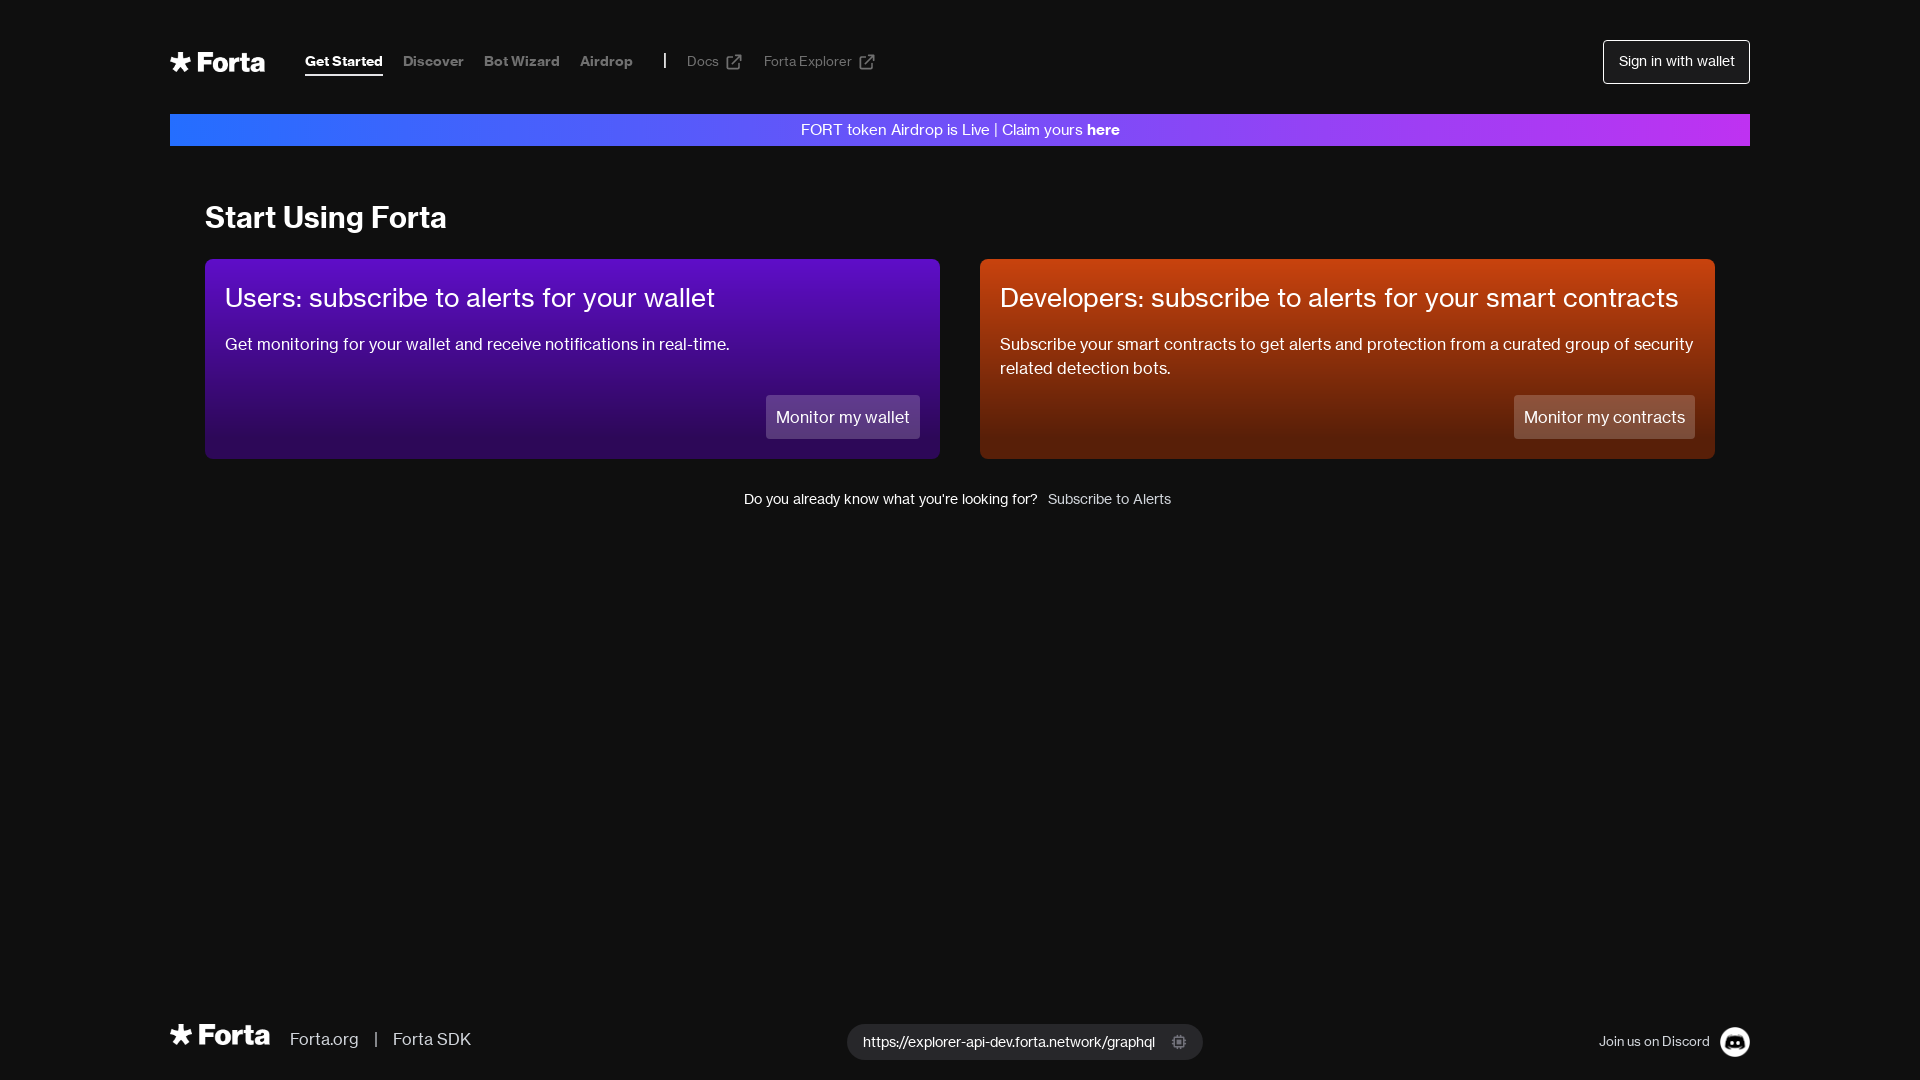 Forta
Get Started
Discover
Bot Wizard
Airdrop
|
Docs
Forta Explorer
Sign in with wallet
FORT token Airdrop is Live | Claim yours here
Start Using Forta
Users: subscribe to alerts for your wallet
Get monitoring for your wallet and receive notifications in real-time.
Monitor my wallet
Developers: subscribe to alerts for your smart contracts
Subscribe your smart contracts to get alerts and protection from a curated group of security
related detection bots.
Monitor my contracts
Do you already know what you're looking for? Subscribe to Alerts
Forta
Forta.org | Forta SDK
https://explorer-api-dev.forta.network/graphql
Join us on Discord